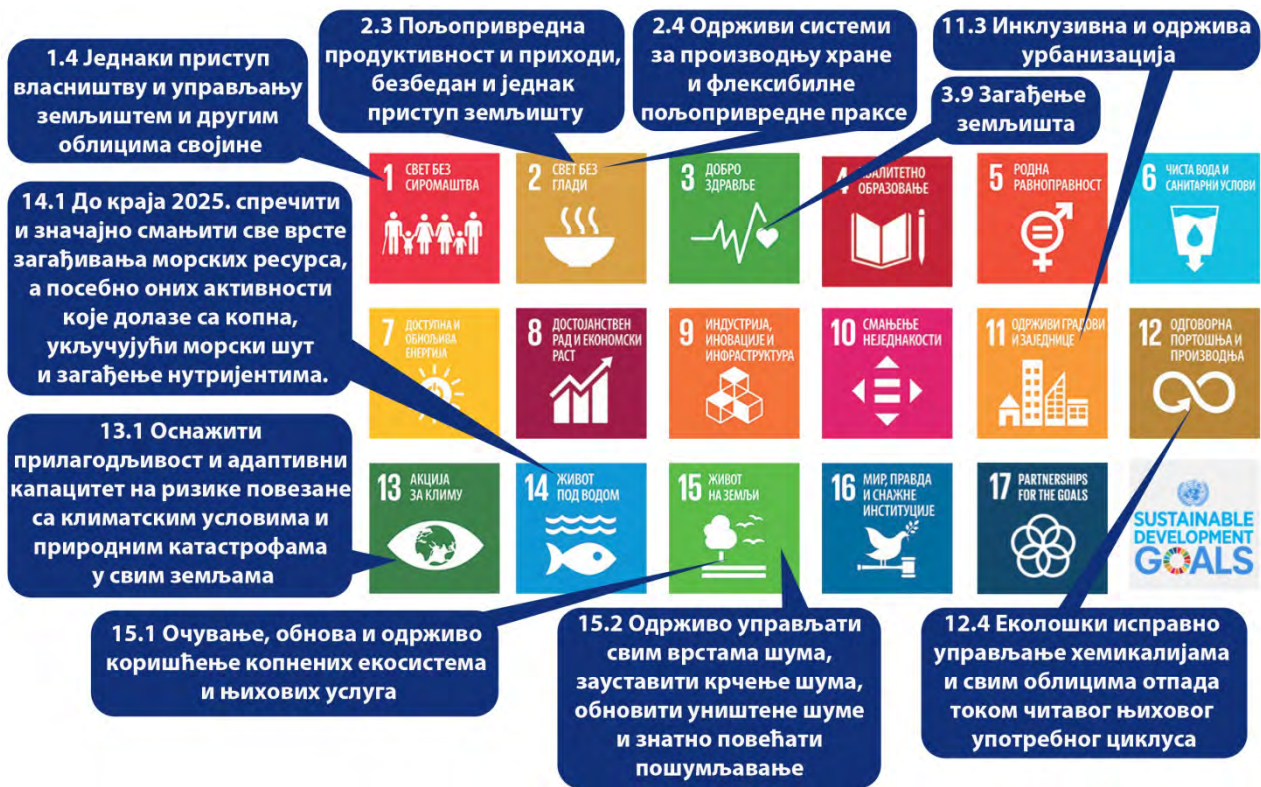 1.4 Једнаки приступ
власништву и управљању
земљиштем и другим
облицима својине
2.3 Пољопривредна
продуктивност и приходи,
безбедан и једнак
приступ земљишту
2.4 Одрживи системи
за производњу хране
и флексибилне
пољопривредне праксе
11.3 Инклузивна и одржива
урбанизација
3.9 Загађење
земљишта
14.1 До краја 2025. спречити
и значајно смањити све врсте
загађивања морских ресурса,
а посебно оних активности
које долазе са копна,
укључујући морски шут
и загађење нутријентима.
13.1 Оснажити
прилагодљивост и адаптивни
капацитет на ризике повезане
са климатским условима и
природним катастрофама
у свим земљама
1 СВЕТ БЕЗ
СИРОМАШТВА
2 СВЕТ БЕЗ
ГЛАДИ
3 ДОБРО
ЗДРАВЉЕ
4 КВАЛИТЕТНО
ОБРАЗОВАЊЕ
5 РОДНА
РАВНОПРАВНОСТ
6 ЧИСТА ВОДА И
САНИТАРНИ УСЛОВИ
7 ДОСТУПНА И
ОБНОЉИВА
ЕНЕРГИЈА
8 ДОСТОЈАНСТВЕН
РАД И ЕКОНОМСКИ
РАСТ
9 ИНДУСТРИЈА,
ИНОВАЦИЈЕ И
ИНФРАСТРУКТУРА
10 СМАЊЕЊЕ
НЕЈЕДНАКОСТИ
11 ОДРЖИВИ ГРАДОВИ
И ЗАЈЕДНИЦЕ
12 ОДГОВОРНА
ПОРТОШЊА И
ПРОИЗВОДЊА
13 АКЦИЈА
ЗА КЛИМУ
14 ЖИВОТ
ПОД ВОДОМ
15 ЖИВОТ
НА ЗЕМЉИ
16 МИР, ПРАВДА
И СНАЖНЕ
ИНСТИТУЦИЈЕ
17 PARTNERSHIPS
FOR THE GOALS
SUSTAINABLE
DEVELOPMENT
GOALS
15.1 Очување, обнова и одрживо
коришћење копнених екосистема
и њихових услуга
15.2 Одрживо управљати
свим врстама шума,
зауставити крчење шума,
обновити уништене шуме
и знатно повећати
пошумљавање
12.4 Еколошки исправно
управљање хемикалијама
и свим облицима отпада
током читавог њиховог
употребног циклуса